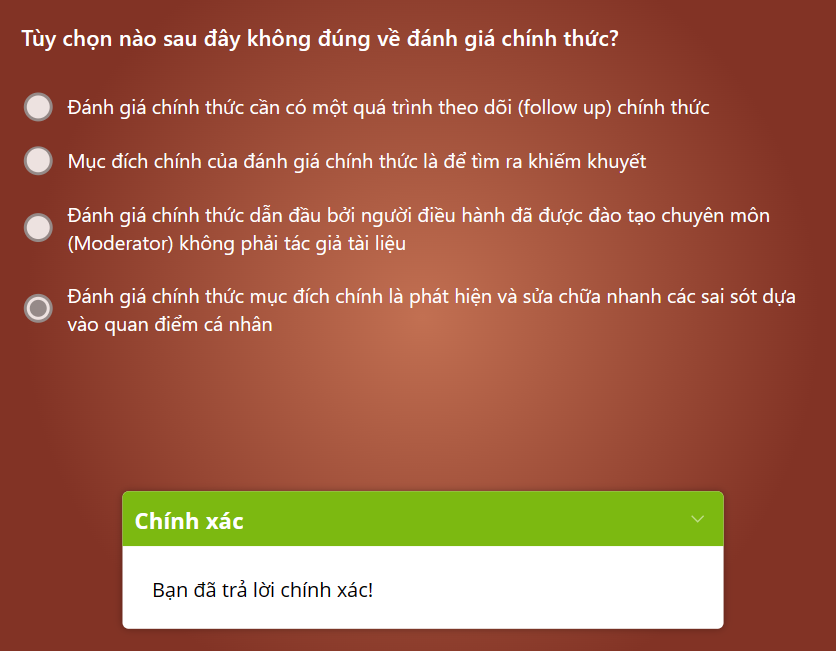 Tùy chọn nào sau đây không đúng về đánh giá chính thức?
Đánh giá chính thức cần có một quá trình theo dõi (follow up) chính thức
Mục đích chính của đánh giá chính thức là để tìm ra khiếm khuyết
Đánh giá chính thức dẫn đầu bởi người điều hành đã được đào tạo chuyên môn
(Moderator) không phải tác giả tài liệu
Đánh giá chính thức mục đích chính là phát hiện và sửa chữa nhanh các sai sót dựa
vào quan điểm cá nhân
Chính xác
Bạn đã trả lời chính xác!